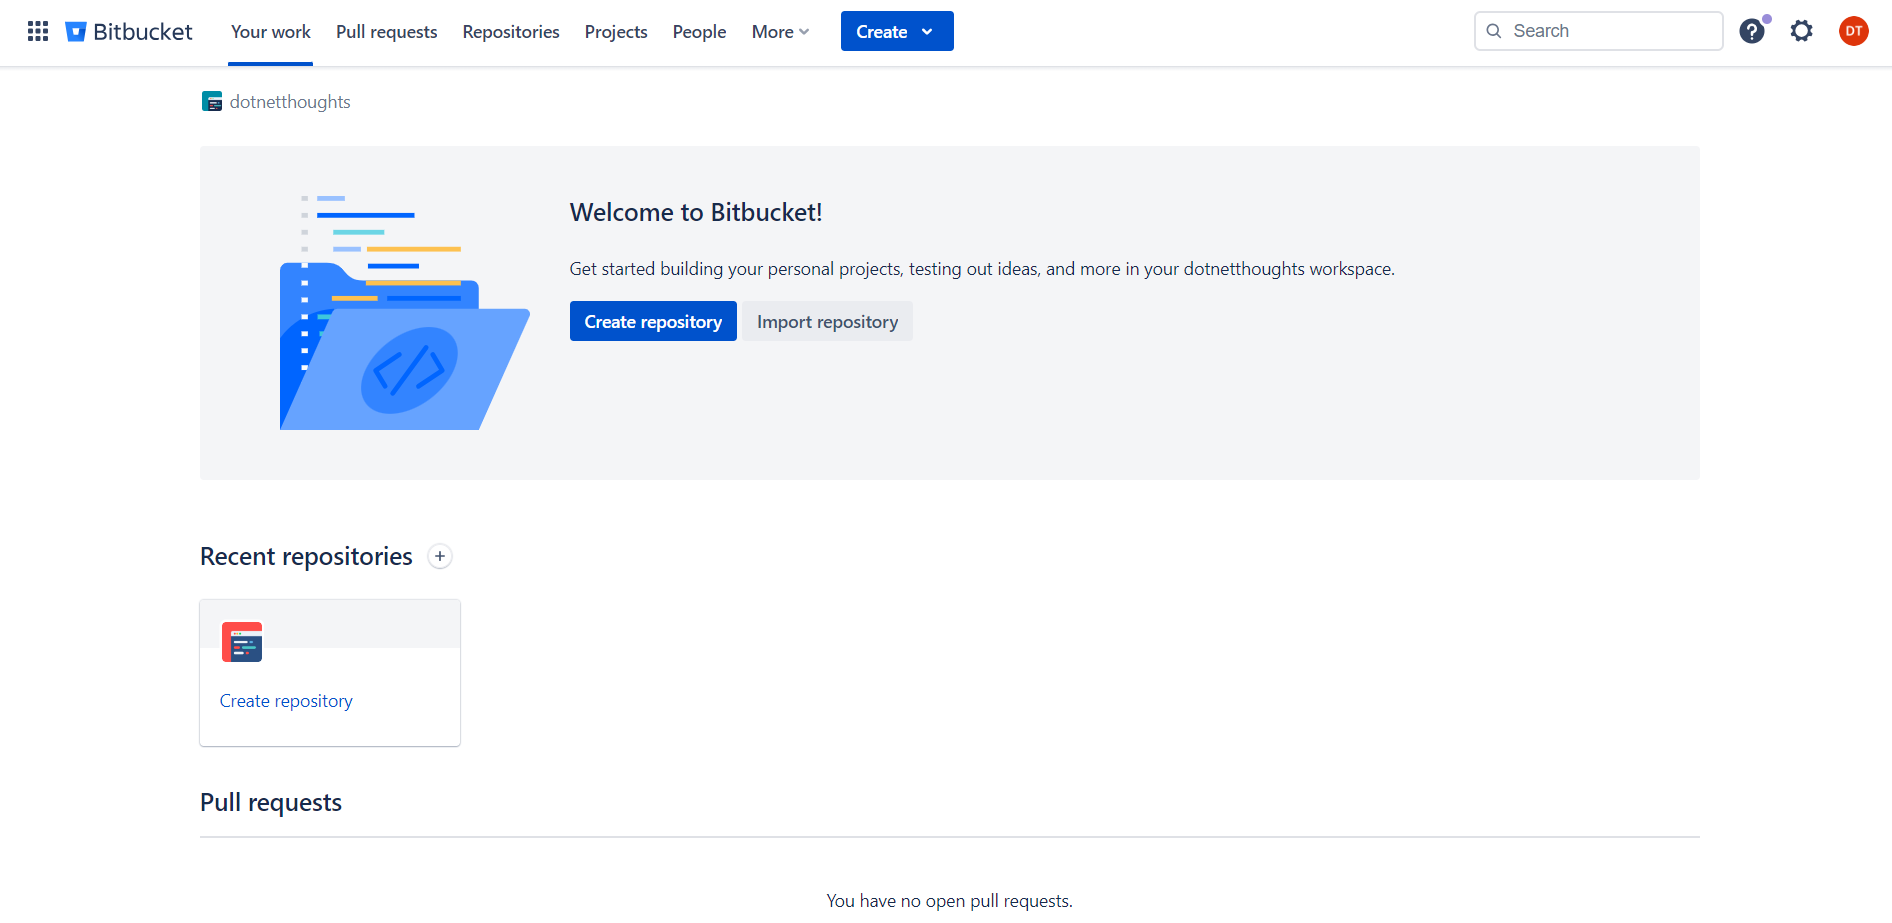 Bitbucket Your work Pull requests Repositories Projects People More Create Search ? DT
dotnetthoughts
Welcome to Bitbucket!
Get started building your personal projects, testing out ideas, and more in your dotnetthoughts workspace.
Create repository Import repository
</>
Recent repositories +
Create repository
Pull requests
You have no open pull requests.